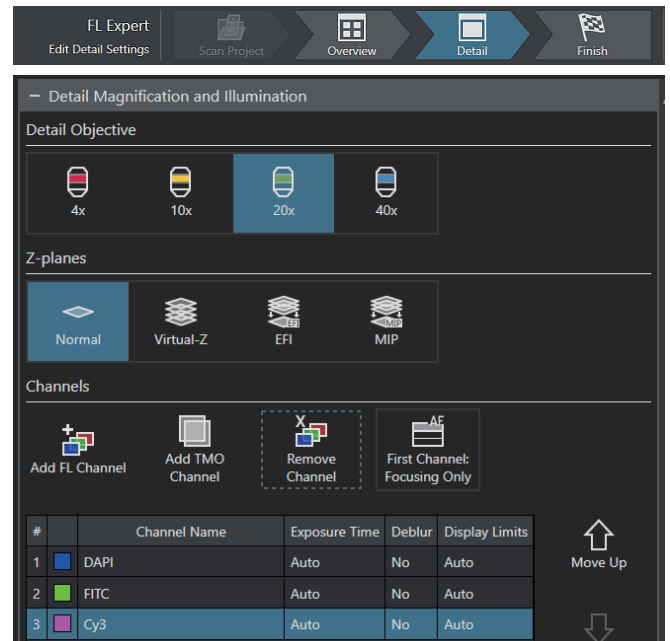 FL Expert
Edit Detail Settings
Scan Project
Overview
Detail
Finish
− Detail Magnification and Illumination
Detail Objective
4x
10x
20x
40x
Z-planes
Normal
Virtual-Z
EFI
EFI
MIP
MIP
Channels
Add FL Channel
Add TMO
Channel
X
Remove
Channel
AF
First Channel:
Focusing Only
# Channel Name Exposure Time Deblur Display Limits
1 DAPI Auto No Auto
2 FITC Auto No Auto
3 Cy3 Auto No Auto
Move Up